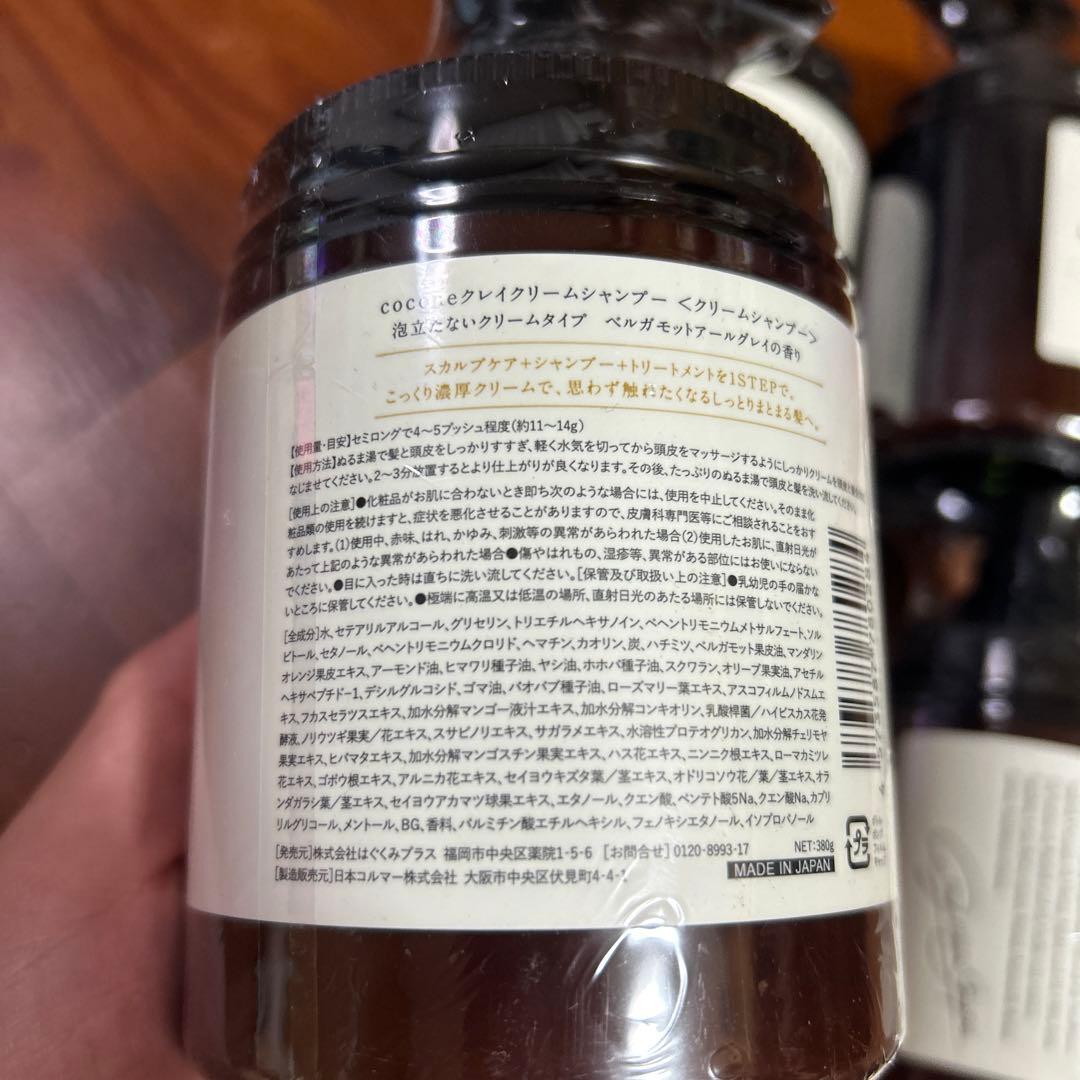 cocone クレイクリームシャンプー <クリームシャンプー>
泡立たないクリームタイプ ベルガモットアールグレイの香り
スカルプケア+シャンプー+トリートメントを1STEPで。
こっくり濃厚クリームで、思わず触れたくなるしっとりまとまる髪へ。
【使用量・目安】セミロングで4~5プッシュ程度(約11~14g)
【使用方法】ぬるま湯で髪と頭皮をしっかりすすぎ、軽く水気を切ってから頭皮をマッサージするようにしっかりクリームを
なじませてください。2~3分放置するとより仕上がりが良くなります。その後、たっぷりのぬるま湯で頭皮と髪を洗い流してください。
[使用上の注意]●化粧品がお肌に合わないとき即ち次のような場合には、使用を中止してください。そのまま化
粧品類の使用を続けますと、症状を悪化させることがありますので、皮膚科専門医等にご相談されることをおす
すめします。(1)使用中、赤味、はれ、かゆみ、刺激等の異常があらわれた場合(2)使用したお肌に、直射日光が
あたって上記のような異常があらわれた場合●傷やはれもの、湿疹等、異常がある部位にはお使いにならない
でください。●目に入った時は直ちに洗い流してください。[保管及び取扱い上の注意]●乳幼児の手の届かな
いところに保管してください。●極端に高温又は低温の場所、直射日光のあたる場所には保管しないでください。
[全成分]水、セテアリルアルコール、グリセリン、トリエチルヘキサノイン、ベヘントリモニウムメトサルフェート、ソル
ビトール、セタノール、ベヘントリモニウムクロリド、ヘマチン、カオリン、炭、ハチミツ、ベルガモット果皮油、マンダリン
オレンジ果皮エキス、アーモンド油、ヒマワリ種子油、ヤシ油、ホホバ種子油、スクワラン、オリーブ果実油、アセチル
ヘキサペプチド-1、デシルグルコシド、ゴマ油、バオバブ種子油、ローズマリー葉エキス、アスコフィルムノドスムエ
キス、フカスセラツスエキス、加水分解マンゴー液汁エキス、加水分解コンキオリン、乳酸桿菌/ハイビスカス花発
酵液、ノリウツギ果実/花エキス、スサビノリエキス、サガラメエキス、水溶性プロテオグリカン、加水分解チェリモヤ
果実エキス、ヒバマタエキス、加水分解マンゴスチン果実エキス、ハス花エキス、ニンニク根エキス、ローマカミツレ
花エキス、ゴボウ根エキス、アルニカ花エキス、セイヨウキズタ葉/茎エキス、オドリコソウ花/葉/茎エキス、オラ
ンダガラシ葉/茎エキス、セイヨウアカマツ球果エキス、エタノール、クエン酸、ペンテト酸5Na、クエン酸Na、カプリ
リルグリコール、メントール、BG、香料、パルミチン酸エチルヘキシル、フェノキシエタノール、イソプロパノール
[発売元]株式会社はぐくみプラス 福岡市中央区薬院1-5-6 [お問合せ]0120-8993-17 NET:380g
[製造販売元]日本コルマー株式会社 大阪市中央区伏見町4-4-1 MADE IN JAPAN
プラ